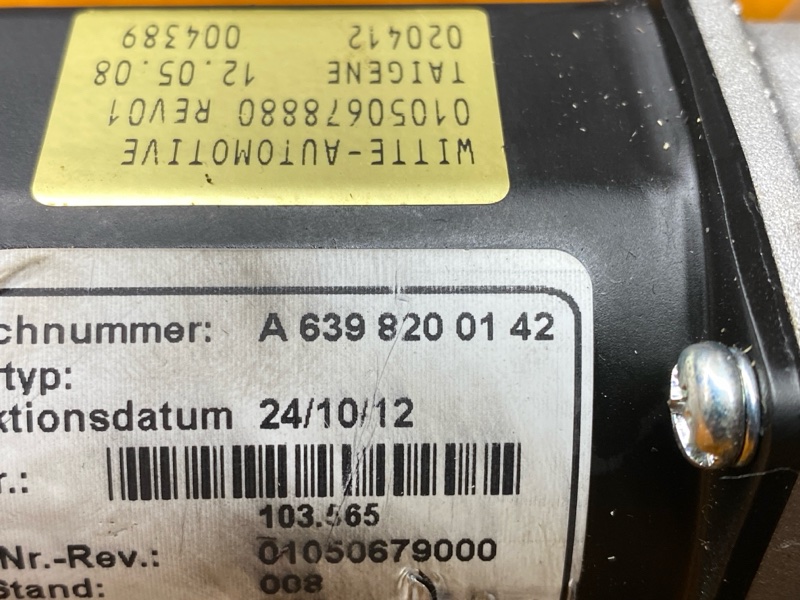 WITTE-AUTOMOTIVE
01050678880 REV01
TAIGENE 12.05.08
020412 004389
chnummer: A 639 820 01 42
rtyp:
ktionsdatum 24/10/12
r.:
103.565
Nr.-Rev.: 01050679000
Stand: 008